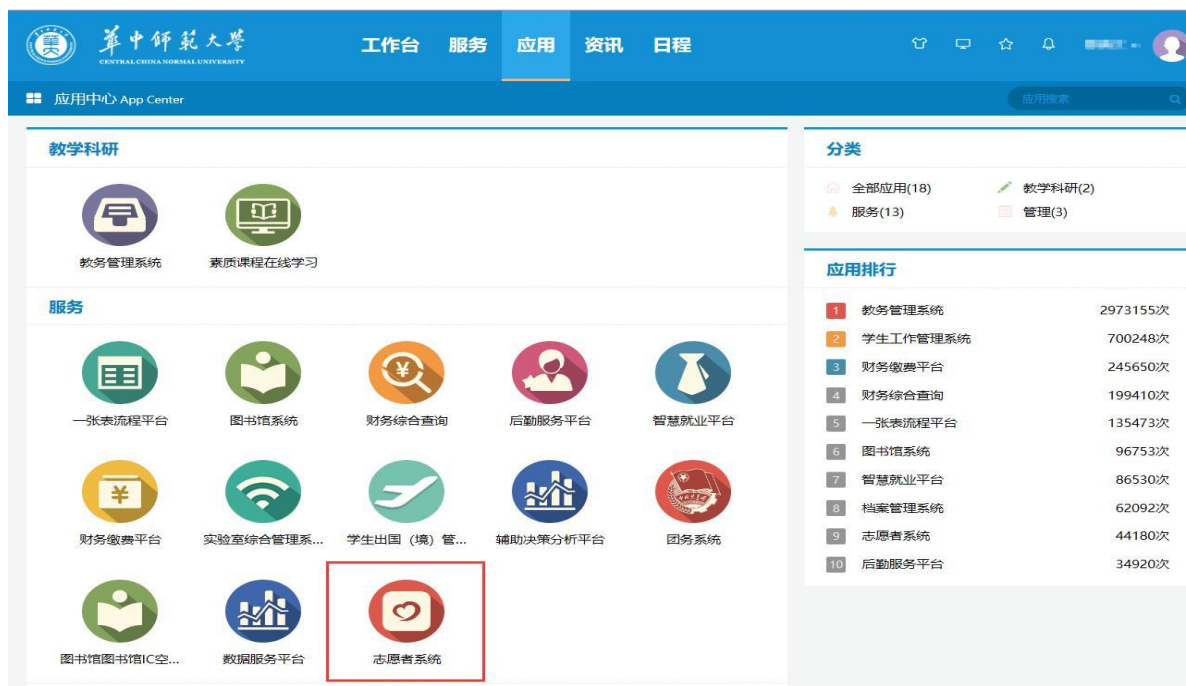 華中師範大學
CENTRAL CHINA NORMAL UNIVERSITY
工作台 服务 应用 资讯 日程
应用中心 App Center
应用搜索
教学科研
教务管理系统 素质课程在线学习
服务
一张表流程平台 图书馆系统 财务综合查询 后勤服务平台 智慧就业平台
财务缴费平台 实验室综合管理系... 学生出国（境）管... 辅助决策分析平台 团务系统
图书馆图书馆IC空... 数据服务平台 志愿者系统
分类
全部应用(18) 教学科研(2)
服务(13) 管理(3)
应用排行
1 教务管理系统 2973155次
2 学生工作管理系统 700248次
3 财务缴费平台 245650次
4 财务综合查询 199410次
5 一张表流程平台 135473次
6 图书馆系统 96753次
7 智慧就业平台 86530次
8 档案管理系统 62092次
9 志愿者系统 44180次
10 后勤服务平台 34920次